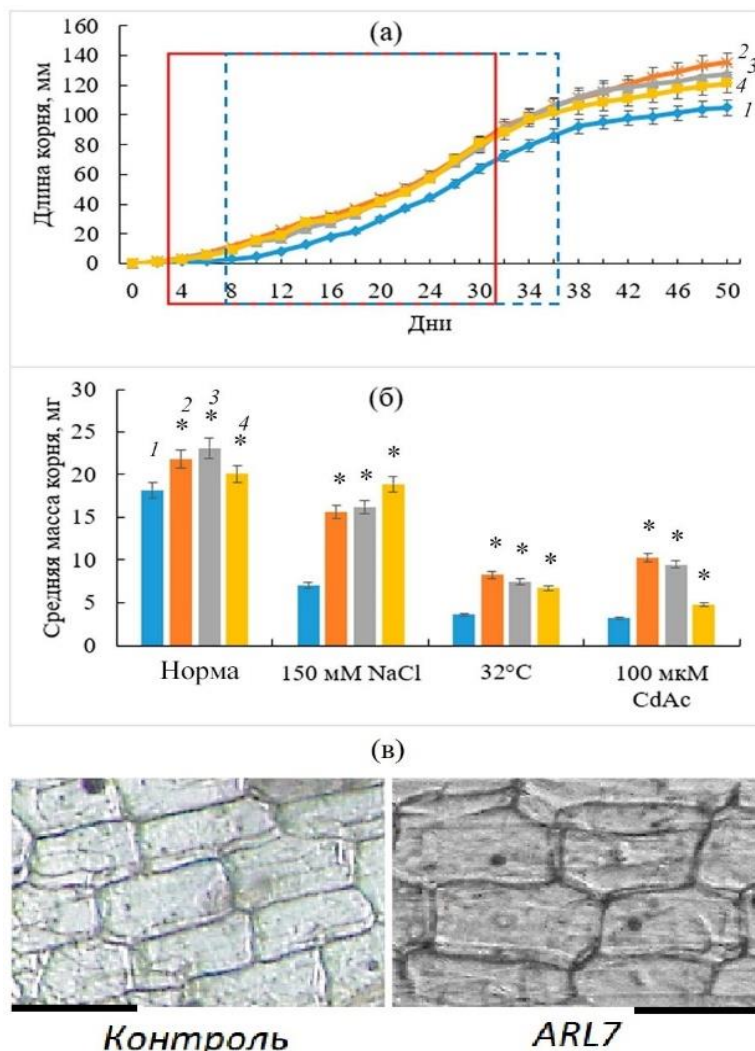 (а)
Длина корня, мм
160
140
120
100
80
60
40
20
0
2
3
4
1
0 4 8 12 16 20 24 26 30 34 38 42 46 50
Дни
(б)
Средняя масса корня, мг
30
25
20
15
10
5
0
1 2 * 3 * 4 *
* * *
* * *
* * *
Норма 150 мМ NaCl 32°C 100 мкМ
CdAc
(в)
Контроль ARL7